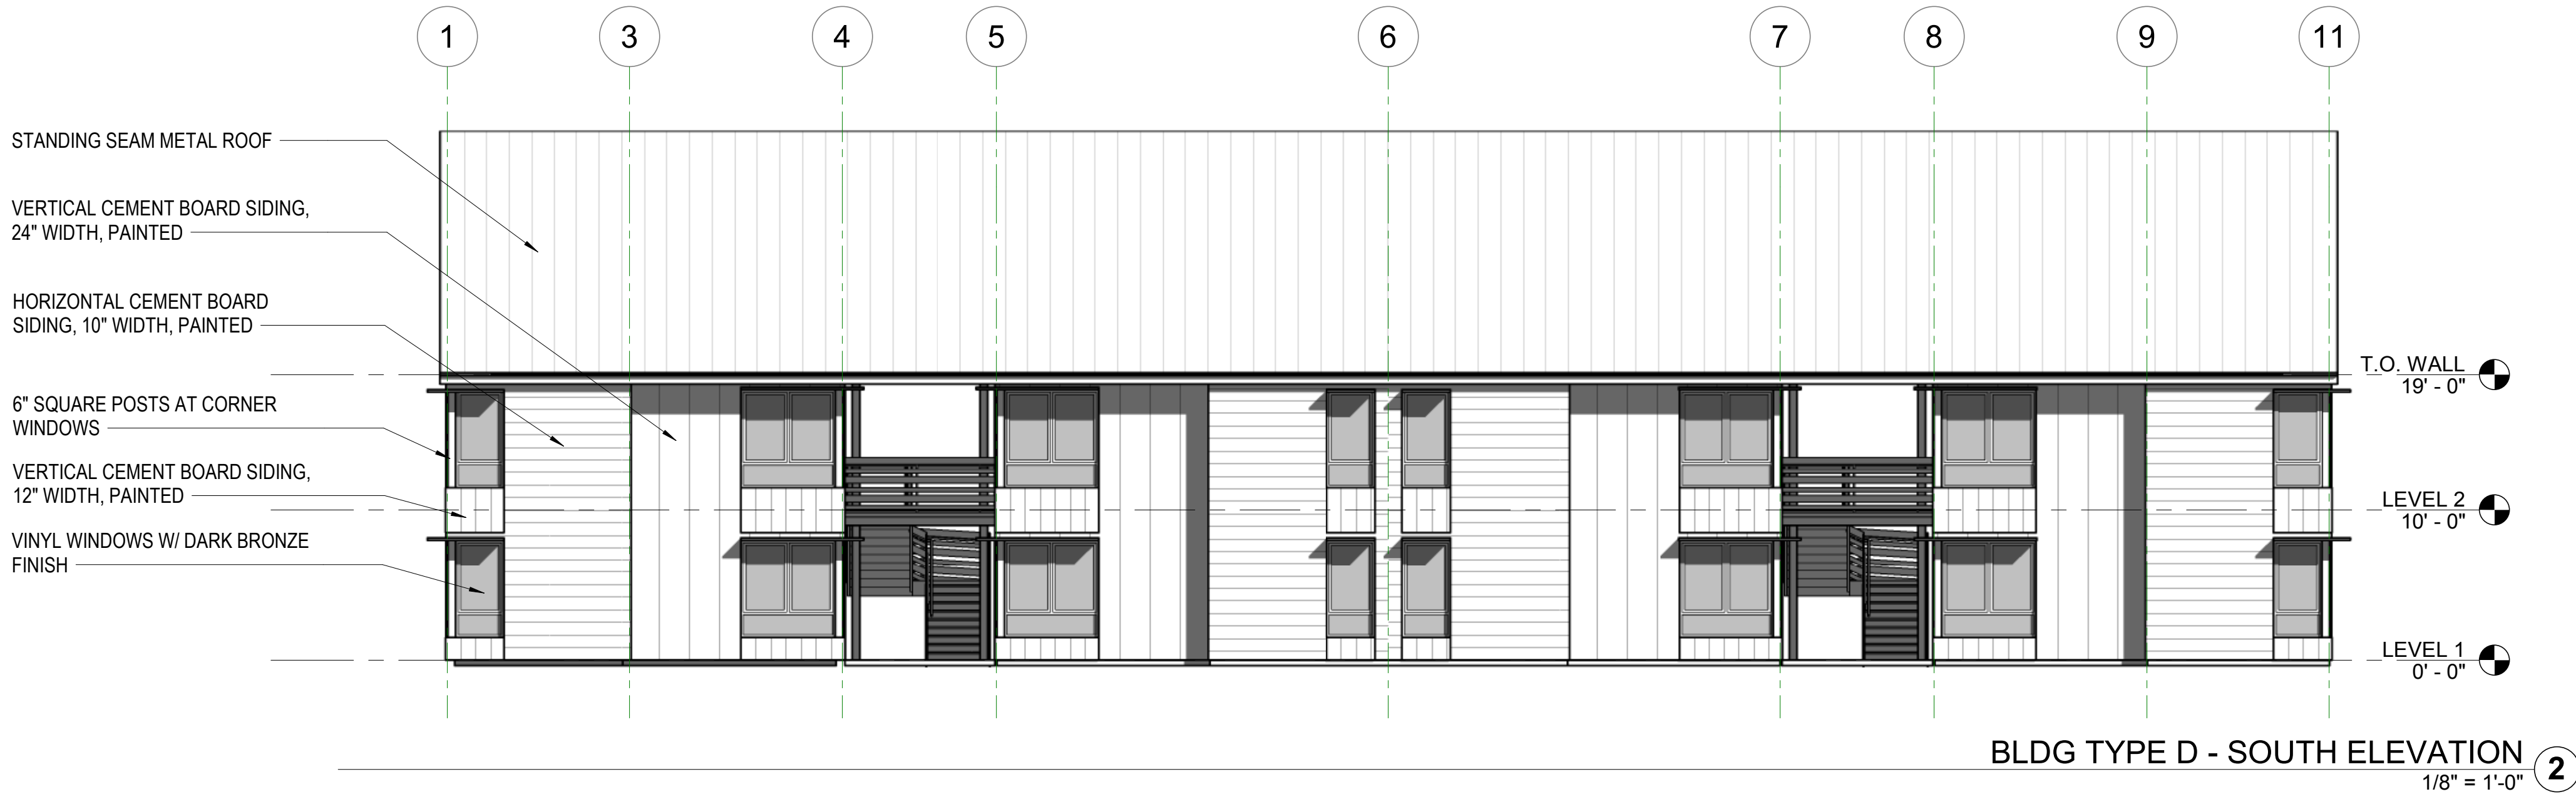 1 3 4 5 6 7 8 9 11
STANDING SEAM METAL ROOF
VERTICAL CEMENT BOARD SIDING,
24" WIDTH, PAINTED
HORIZONTAL CEMENT BOARD
SIDING, 10" WIDTH, PAINTED
6" SQUARE POSTS AT CORNER
WINDOWS
VERTICAL CEMENT BOARD SIDING,
12" WIDTH, PAINTED
VINYL WINDOWS W/ DARK BRONZE
FINISH
T.O. WALL
19' - 0"
LEVEL 2
10' - 0"
LEVEL 1
0' - 0"
BLDG TYPE D - SOUTH ELEVATION
1/8" = 1'-0"
2